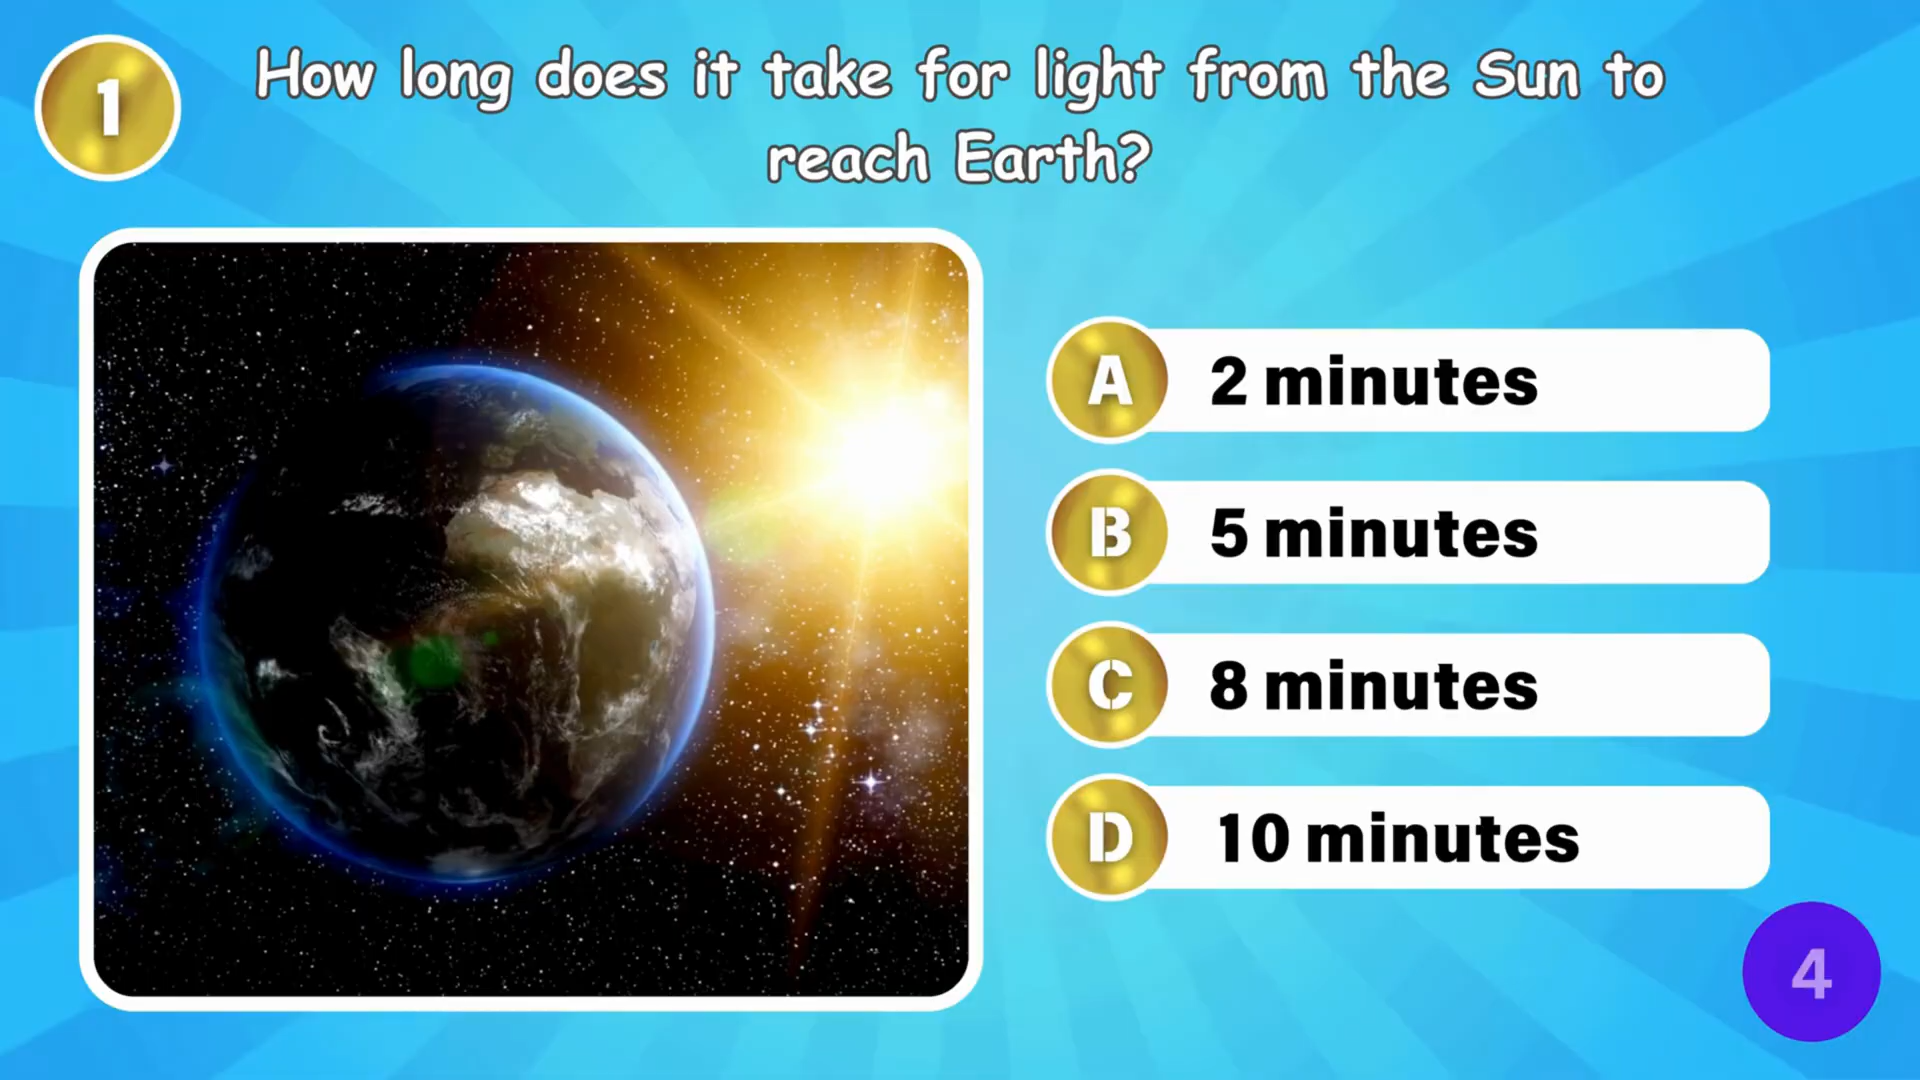 1
How long does it take for light from the Sun to
reach Earth?
A 2 minutes
B 5 minutes
C 8 minutes
D 10 minutes
4